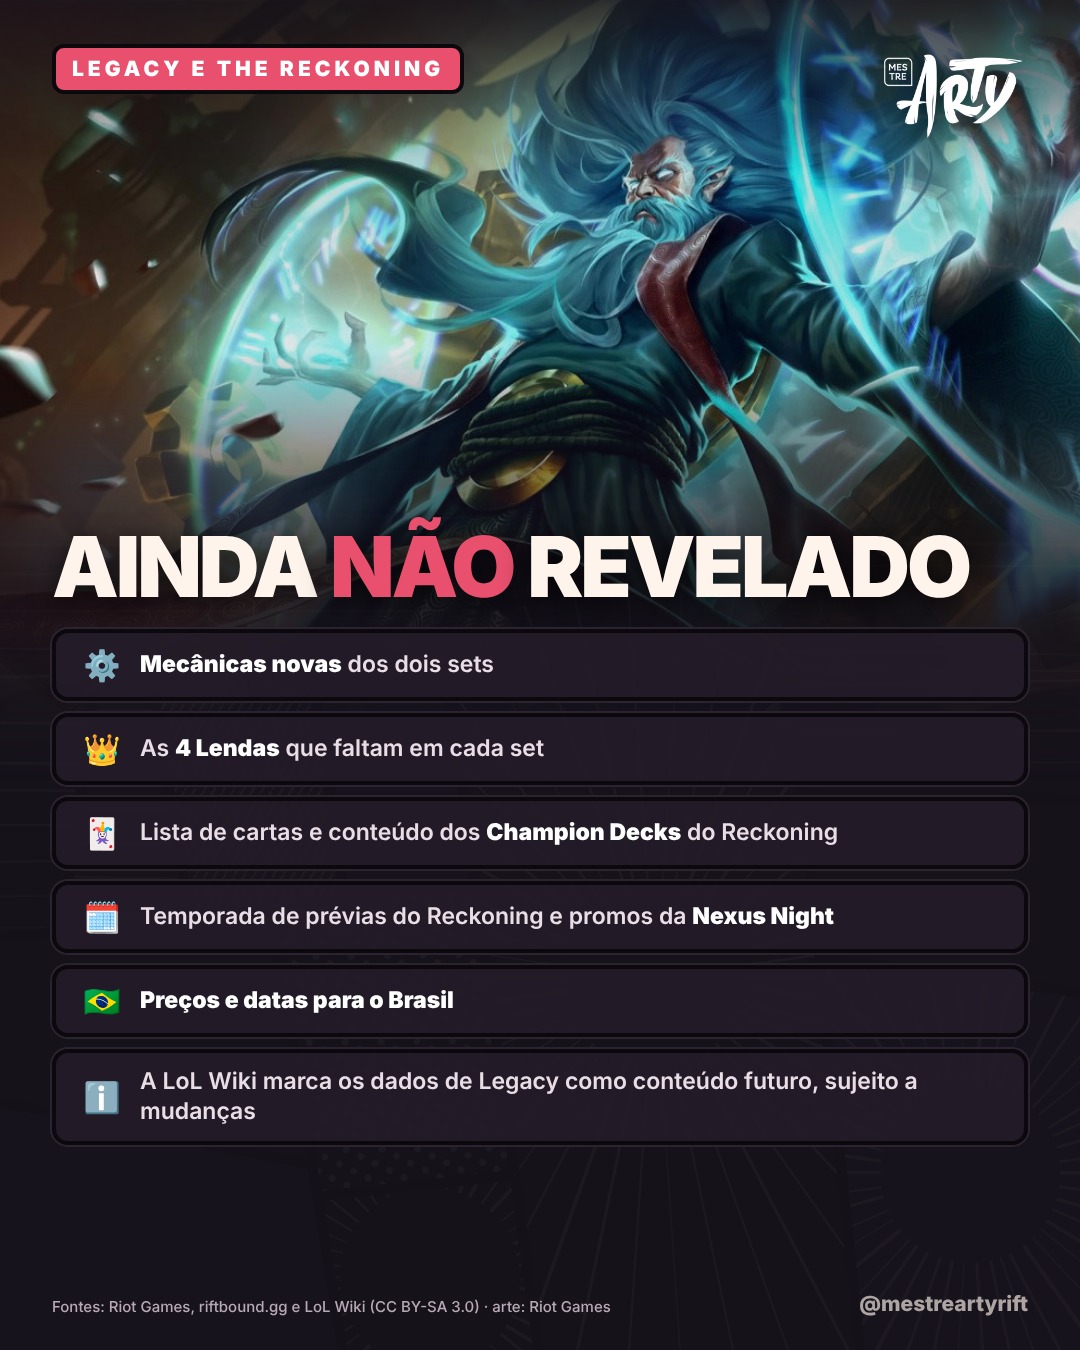 LEGACY E THE RECKONING
MES
TRE
ARTY
AINDA NÃO REVELADO
Mecânicas novas dos dois sets
As 4 Lendas que faltam em cada set
Lista de cartas e conteúdo dos Champion Decks do Reckoning
Temporada de prévias do Reckoning e promos da Nexus Night
Preços e datas para o Brasil
A LoL Wiki marca os dados de Legacy como conteúdo futuro, sujeito a
mudanças
Fontes: Riot Games, riftbound.gg e LoL Wiki (CC BY-SA 3.0) · arte: Riot Games
@mestreartyrift